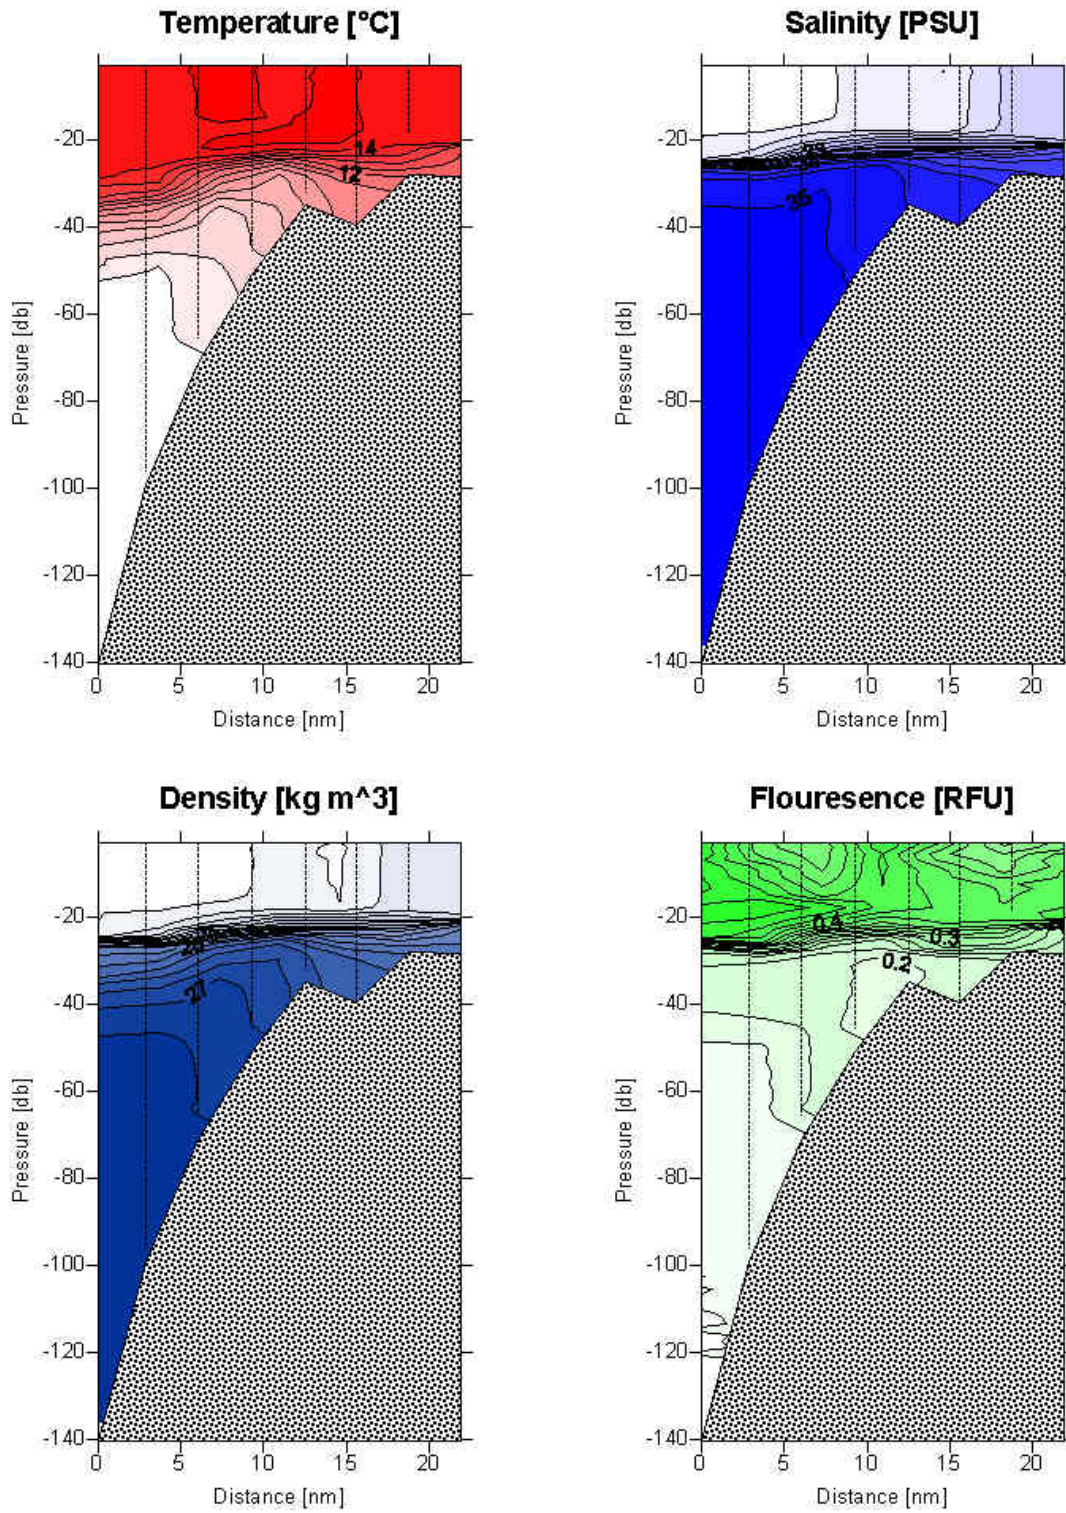 Temperature [°C]
Salinity [PSU]
-20
-40
-60
-80
-100
-120
-140
Pressure [db]
14
12
0 5 10 15 20
Distance [nm]
-20
-40
-60
-80
-100
-120
-140
Pressure [db]
35
0 5 10 15 20
Distance [nm]
Density [kg m^3]
Flouresence [RFU]
-20
-40
-60
-80
-100
-120
-140
Pressure [db]
27
0 5 10 15 20
Distance [nm]
-20
-40
-60
-80
-100
-120
-140
Pressure [db]
0.4
0.3
0.2
0 5 10 15 20
Distance [nm]